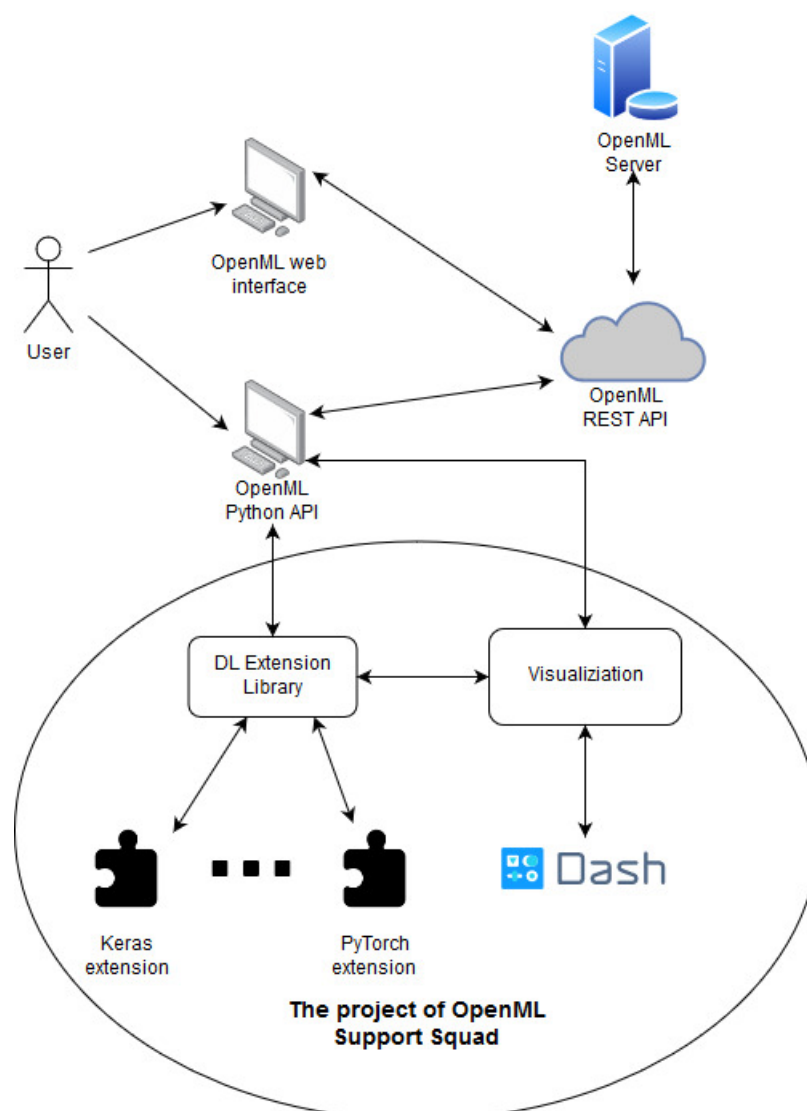 OpenML
Server
OpenML web
interface
User
OpenML
REST API
OpenML
Python API
DL Extension
Library
Visualiziation
Dash
Keras
extension
PyTorch
extension
The project of OpenML
Support Squad